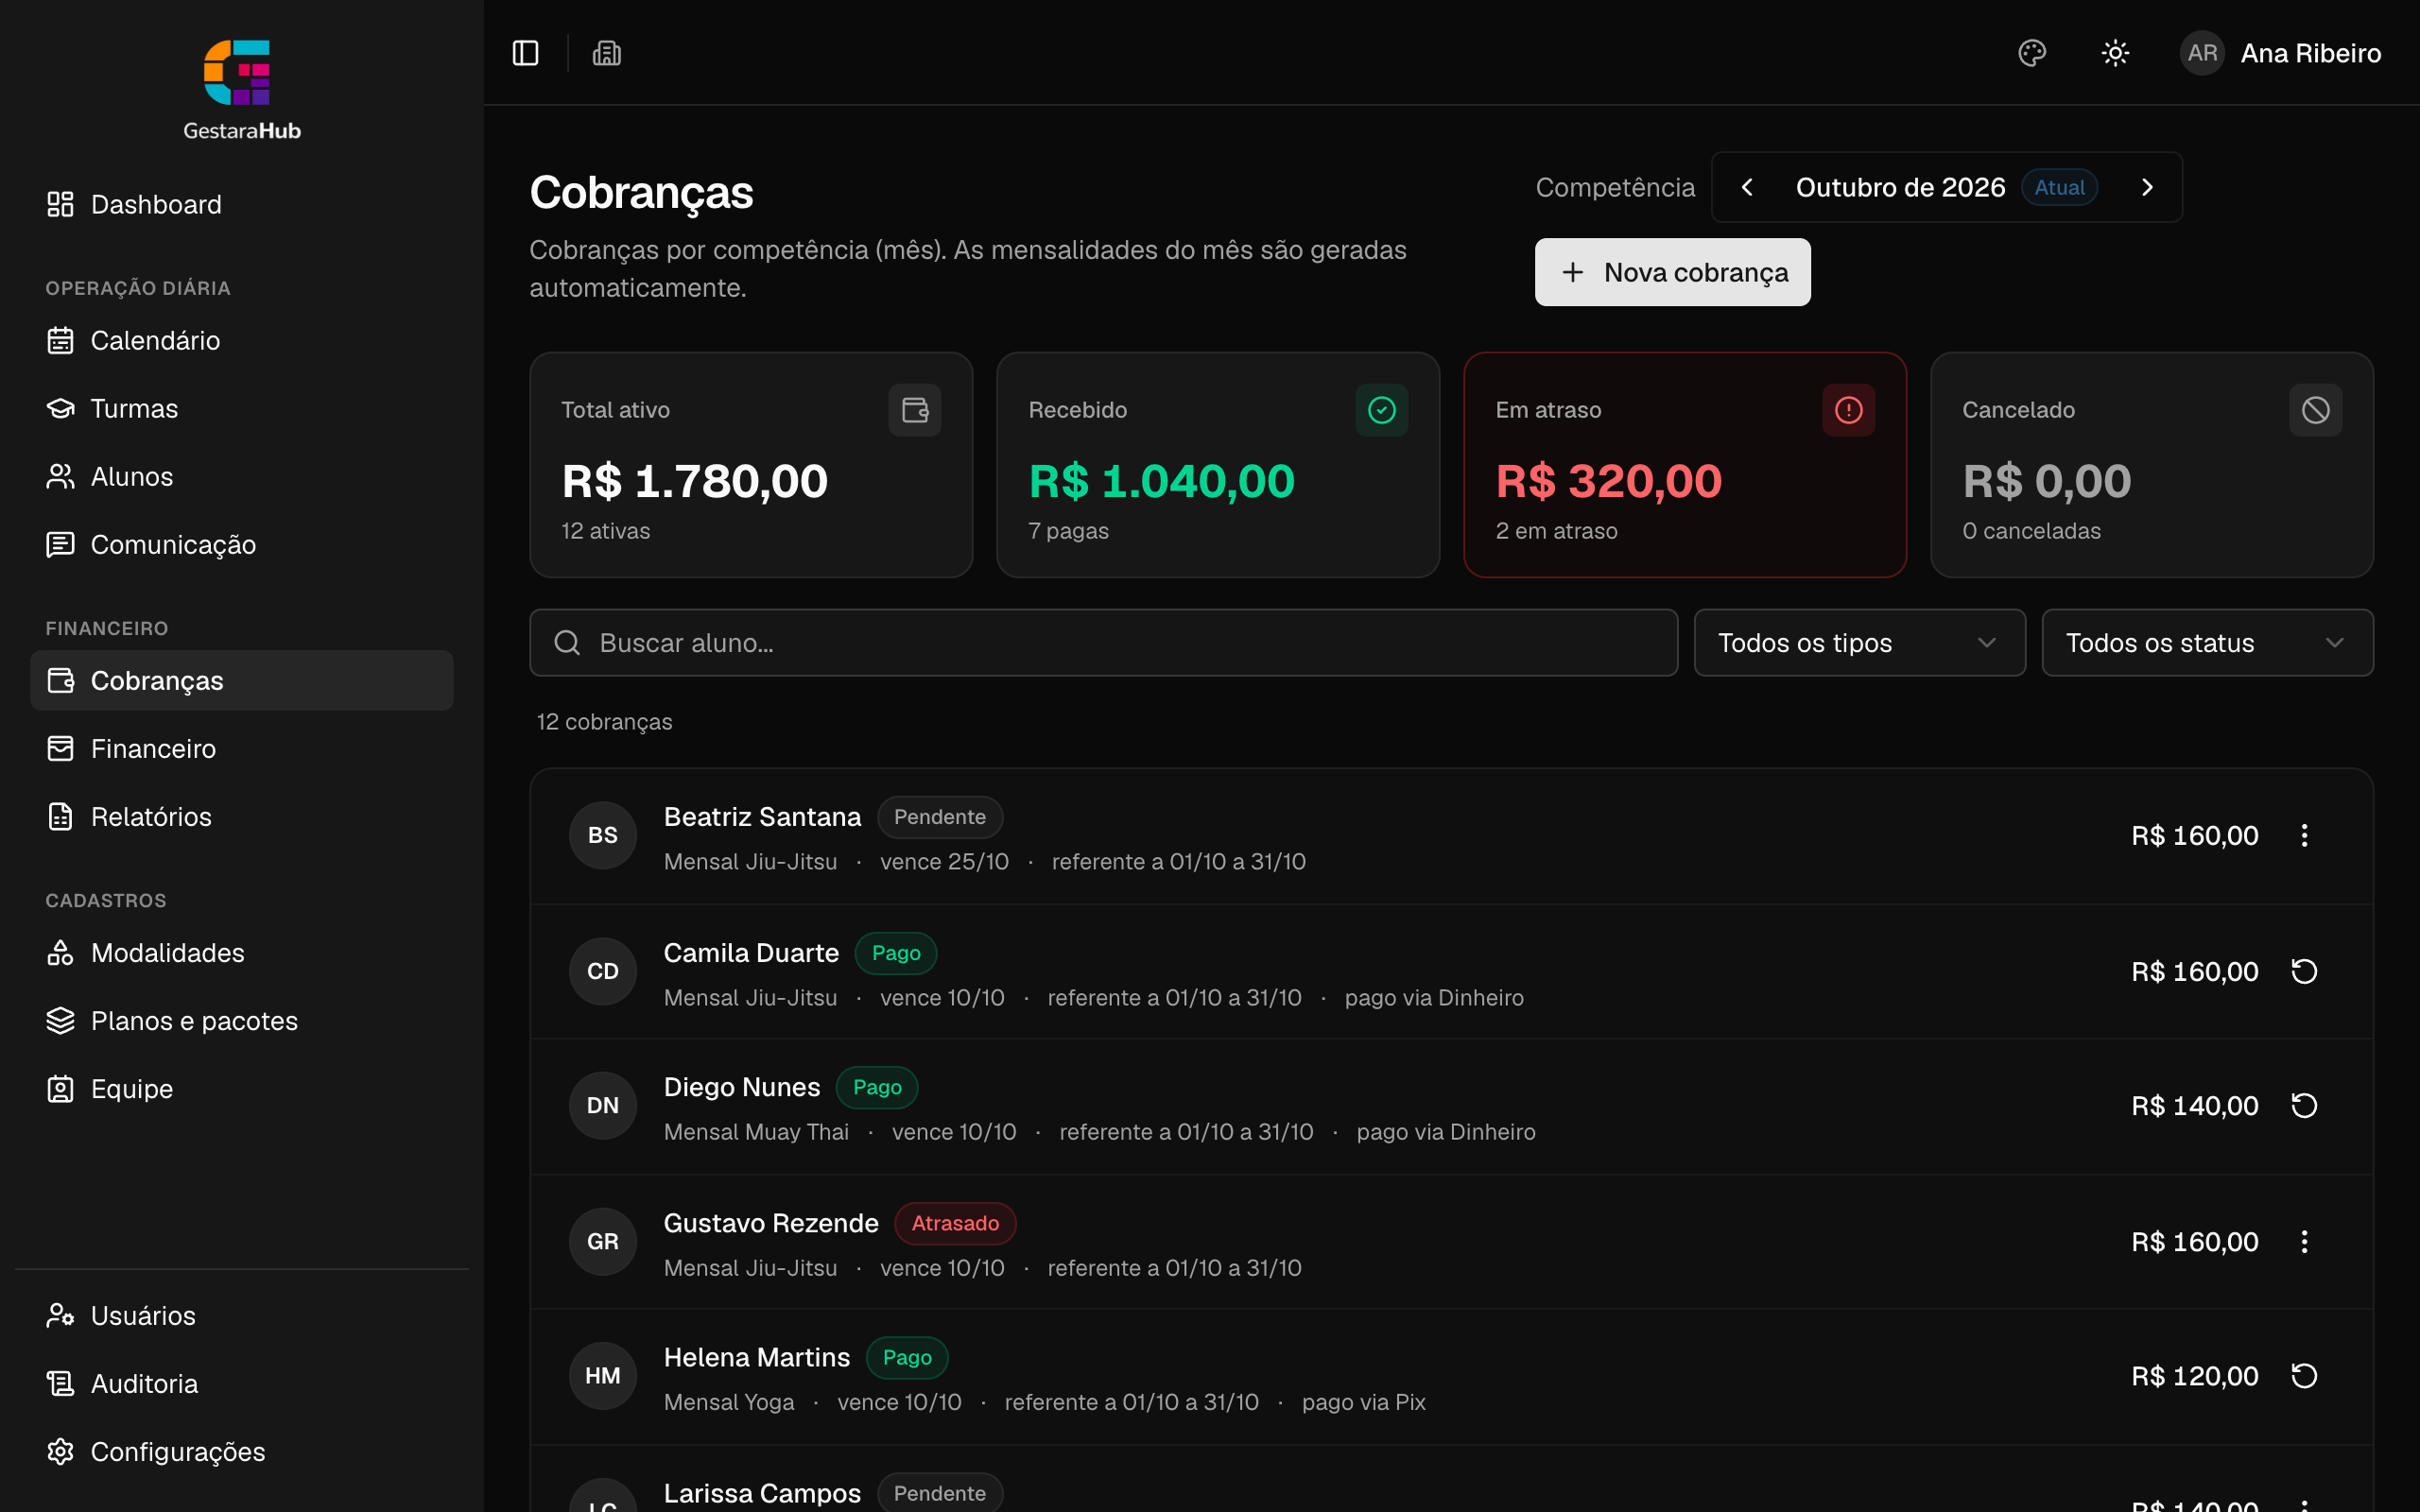 GestaraHub
Dashboard
OPERAÇÃO DIÁRIA
Calendário
Turmas
Alunos
Comunicação
FINANCEIRO
Cobranças
Financeiro
Relatórios
CADASTROS
Modalidades
Planos e pacotes
Equipe
Usuários
Auditoria
Configurações
AR Ana Ribeiro
Cobranças
Cobranças por competência (mês). As mensalidades do mês são geradas
automaticamente.
Competência Outubro de 2026 Atual
Nova cobrança
Total ativo
R$ 1.780,00
12 ativas
Recebido
R$ 1.040,00
7 pagas
Em atraso
R$ 320,00
2 em atraso
Cancelado
R$ 0,00
0 canceladas
Buscar aluno...
Todos os tipos
Todos os status
12 cobranças
BS Beatriz Santana Pendente
Mensal Jiu-Jitsu · vence 25/10 · referente a 01/10 a 31/10
R$ 160,00
CD Camila Duarte Pago
Mensal Jiu-Jitsu · vence 10/10 · referente a 01/10 a 31/10 · pago via Dinheiro
R$ 160,00
DN Diego Nunes Pago
Mensal Muay Thai · vence 10/10 · referente a 01/10 a 31/10 · pago via Dinheiro
R$ 140,00
GR Gustavo Rezende Atrasado
Mensal Jiu-Jitsu · vence 10/10 · referente a 01/10 a 31/10
R$ 160,00
HM Helena Martins Pago
Mensal Yoga · vence 10/10 · referente a 01/10 a 31/10 · pago via Pix
R$ 120,00
LC Larissa Campos Pendente
R$ 140,00